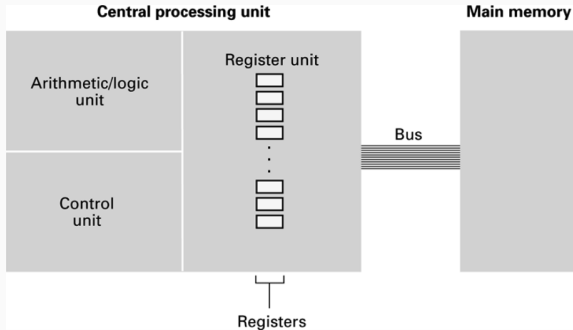 Central processing unit
Main memory
Arithmetic/logic
unit
Register unit
Bus
Control
unit
Registers